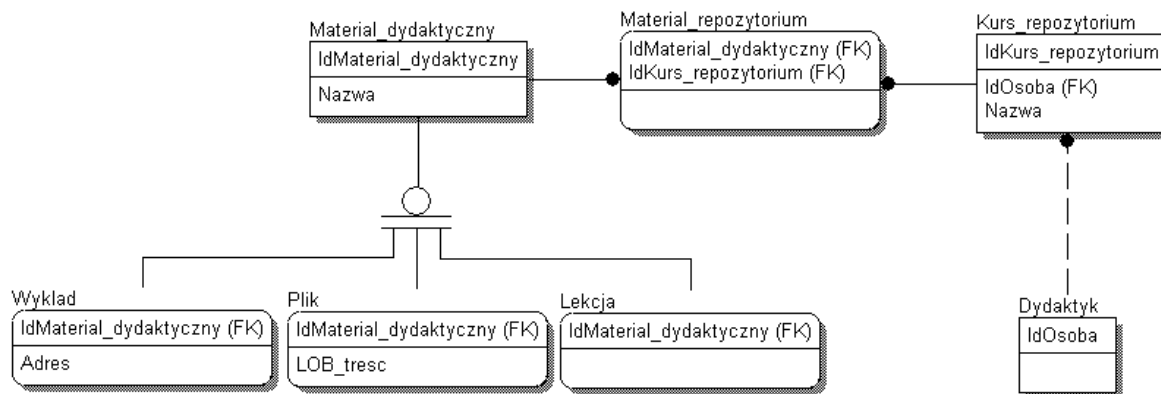 Material_dydaktyczny
IdMaterial_dydaktyczny
Nazwa
Material_repozytorium
IdMaterial_dydaktyczny (FK)
IdKurs_repozytorium (FK)
Kurs_repozytorium
IdKurs_repozytorium
IdOsoba (FK)
Nazwa
Wyklad
IdMaterial_dydaktyczny (FK)
Adres
Plik
IdMaterial_dydaktyczny (FK)
LOB_tresc
Lekcja
IdMaterial_dydaktyczny (FK)
Dydaktyk
IdOsoba